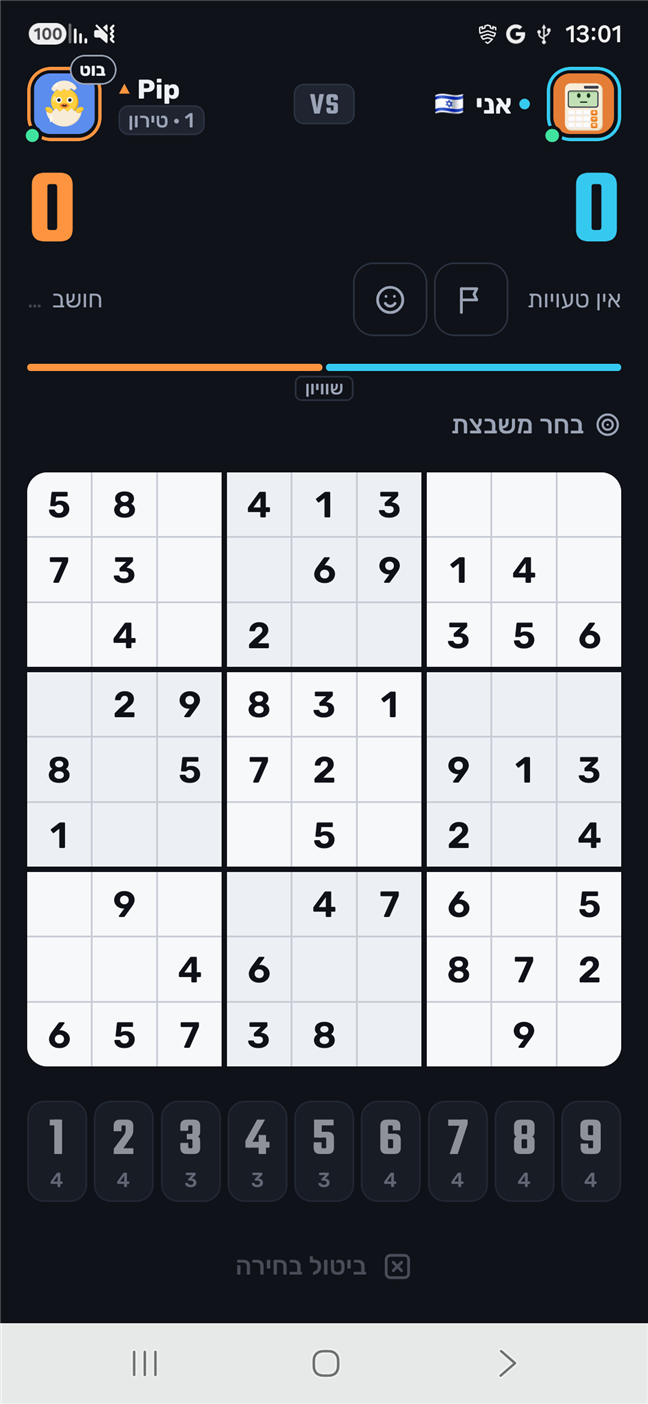 100 13:01
בוט
Pip VS אני
1 • טירון
0 0
חושב ... אין טעויות
שוויון
בחר משבצת
5 8 4 1 3
7 3 6 9 1 4
4 2 3 5 6
2 9 8 3 1
8 5 7 2 9 1 3
1 5 2 4
9 4 7 6 5
4 6 8 7 2
6 5 7 3 8 9
1 2 3 4 5 6 7 8 9
4 4 3 3 3 4 4 4 4
ביטול בחירה